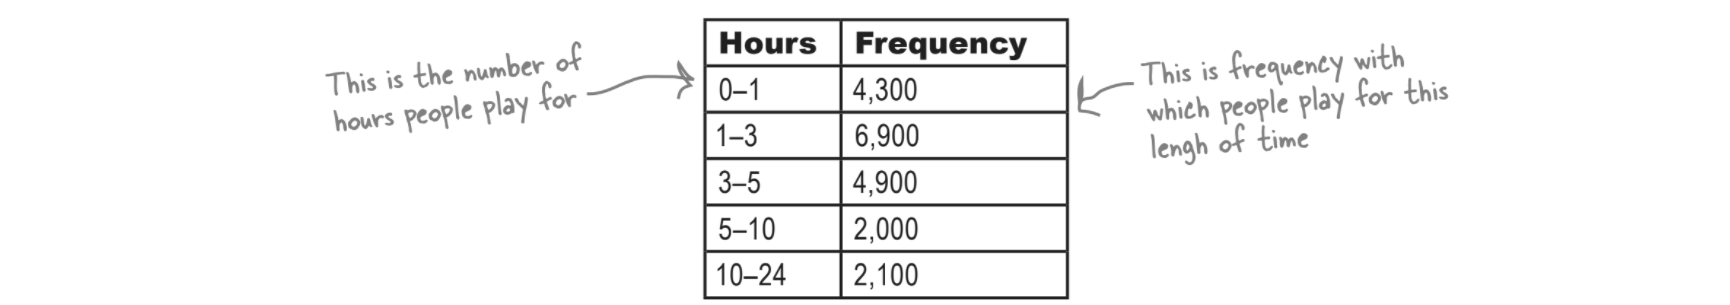 This is the number of
hours people play for
Hours Frequency
0–1 4,300
1–3 6,900
3–5 4,900
5–10 2,000
10–24 2,100
This is frequency with
which people play for this
lengh of time